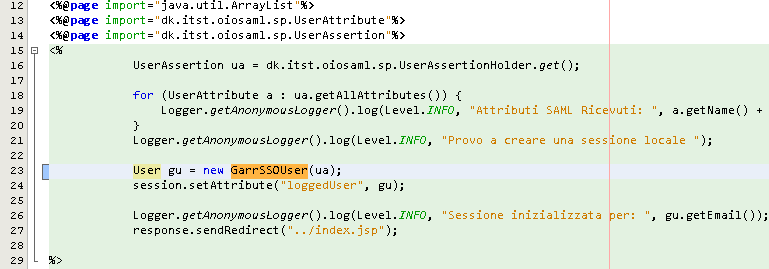 12 <%@page import="java.util.ArrayList"%>
13 <%@page import="dk.itst.oiosaml.sp.UserAttribute"%>
14 <%@page import="dk.itst.oiosaml.sp.UserAssertion"%>
15 <%
16 UserAssertion ua = dk.itst.oiosaml.sp.UserAssertionHolder.get();
17
18 for (UserAttribute a : ua.getAllAttributes()) {
19 Logger.getAnonymousLogger().log(Level.INFO, "Attributi SAML Ricevuti: ", a.getName() +
20 }
21 Logger.getAnonymousLogger().log(Level.INFO, "Provo a creare una sessione locale ");
22
23 User gu = new GarrSSOUser(ua);
24 session.setAttribute("loggedUser", gu);
25
26 Logger.getAnonymousLogger().log(Level.INFO, "Sessione inizializzata per: ", gu.getEmail());
27 response.sendRedirect("../index.jsp");
28
29 %>